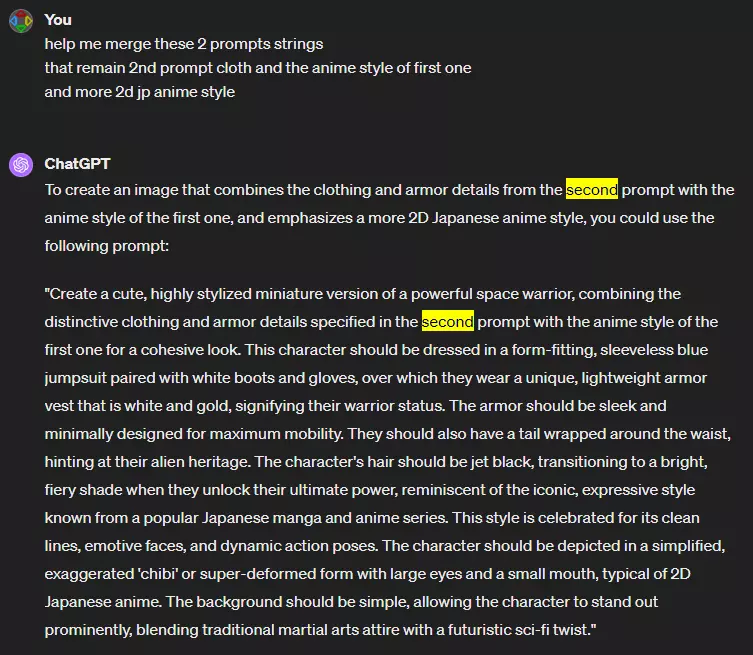 You
help me merge these 2 prompts strings
that remain 2nd prompt cloth and the anime style of first one
and more 2d jp anime style
ChatGPT
To create an image that combines the clothing and armor details from the second prompt with the
anime style of the first one, and emphasizes a more 2D Japanese anime style, you could use the
following prompt:
"Create a cute, highly stylized miniature version of a powerful space warrior, combining the
distinctive clothing and armor details specified in the second prompt with the anime style of the
first one for a cohesive look. This character should be dressed in a form-fitting, sleeveless blue
jumpsuit paired with white boots and gloves, over which they wear a unique, lightweight armor
vest that is white and gold, signifying their warrior status. The armor should be sleek and
minimally designed for maximum mobility. They should also have a tail wrapped around the waist,
hinting at their alien heritage. The character's hair should be jet black, transitioning to a bright,
fiery shade when they unlock their ultimate power, reminiscent of the iconic, expressive style
known from a popular Japanese manga and anime series. This style is celebrated for its clean
lines, emotive faces, and dynamic action poses. The character should be depicted in a simplified,
exaggerated 'chibi' or super-deformed form with large eyes and a small mouth, typical of 2D
Japanese anime. The background should be simple, allowing the character to stand out
prominently, blending traditional martial arts attire with a futuristic sci-fi twist."